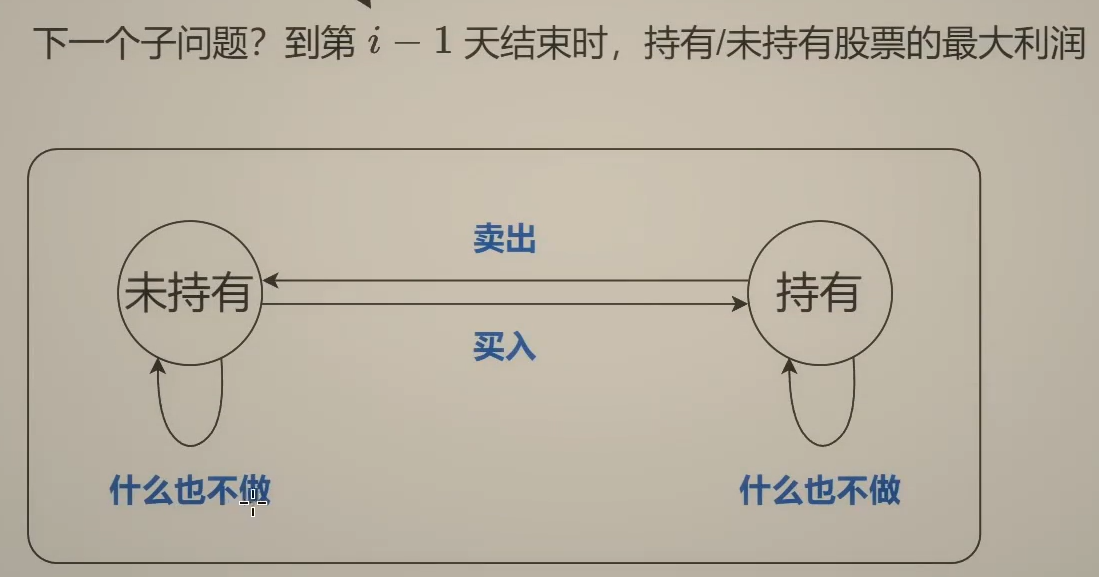 下一个子问题？到第 i − 1 天结束时，持有/未持有股票的最大利润
卖出
未持有
持有
买入
什么也不做
什么也不做